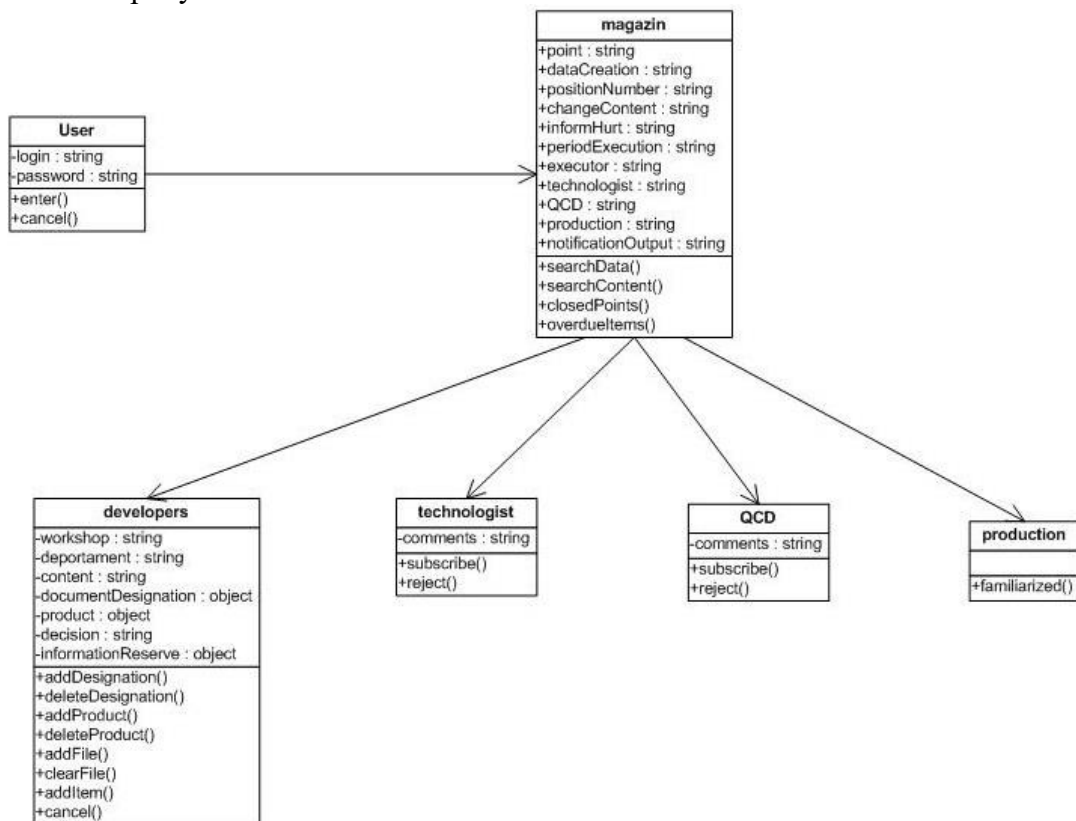 magazin
+point : string
+dataCreation : string
+positionNumber : string
+changeContent : string
+informHurt : string
+periodExecution : string
+executor : string
+technologist : string
+QCD : string
+production : string
+notificationOutput : string
+searchData()
+searchContent()
+closedPoints()
+overdueItems()
User
-login : string
-password : string
+enter()
+cancel()
developers
-workshop : string
-deportament : string
-content : string
-documentDesignation : object
-product : object
-decision : string
-informationReserve : object
+addDesignation()
+deleteDesignation()
+addProduct()
+deleteProduct()
+addFile()
+clearFile()
+addItem()
+cancel()
technologist
-comments : string
+subscribe()
+reject()
QCD
-comments : string
+subscribe()
+reject()
production
+familiarized()